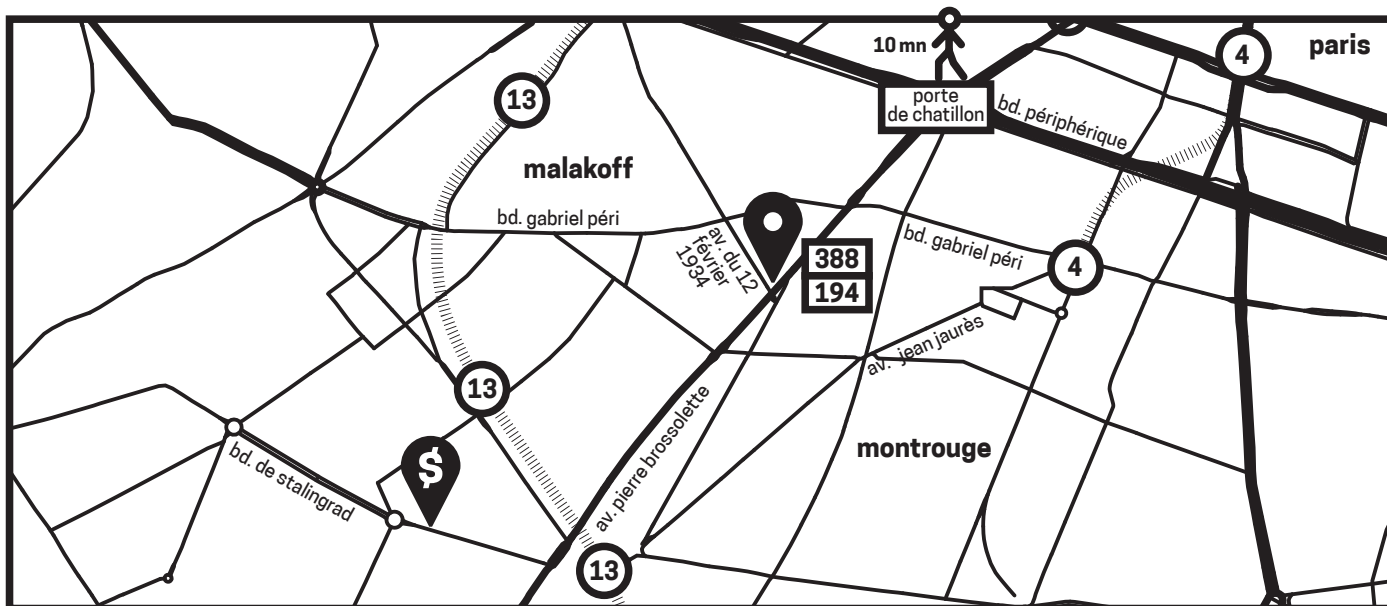 10 mn
4
paris
13
porte
de chatillon
bd. périphérique
malakoff
bd. gabriel péri
av. du 12
février
1934
388
194
bd. gabriel péri
4
av. jean jaurès
13
av. pierre brossolette
montrouge
bd. de stalingrad
$
13